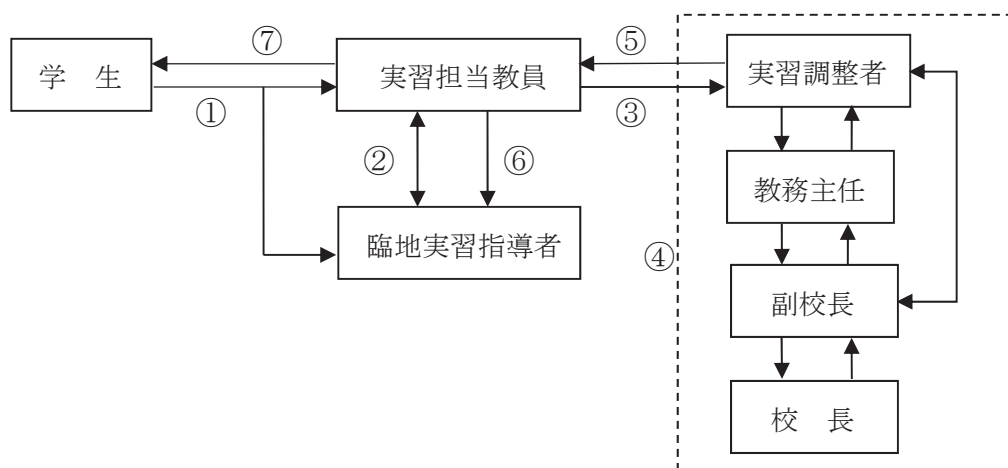 ⑦
⑤
学　生
実習担当教員
実習調整者
①
③
②
⑥
教務主任
臨地実習指導者
④
副校長
校　長